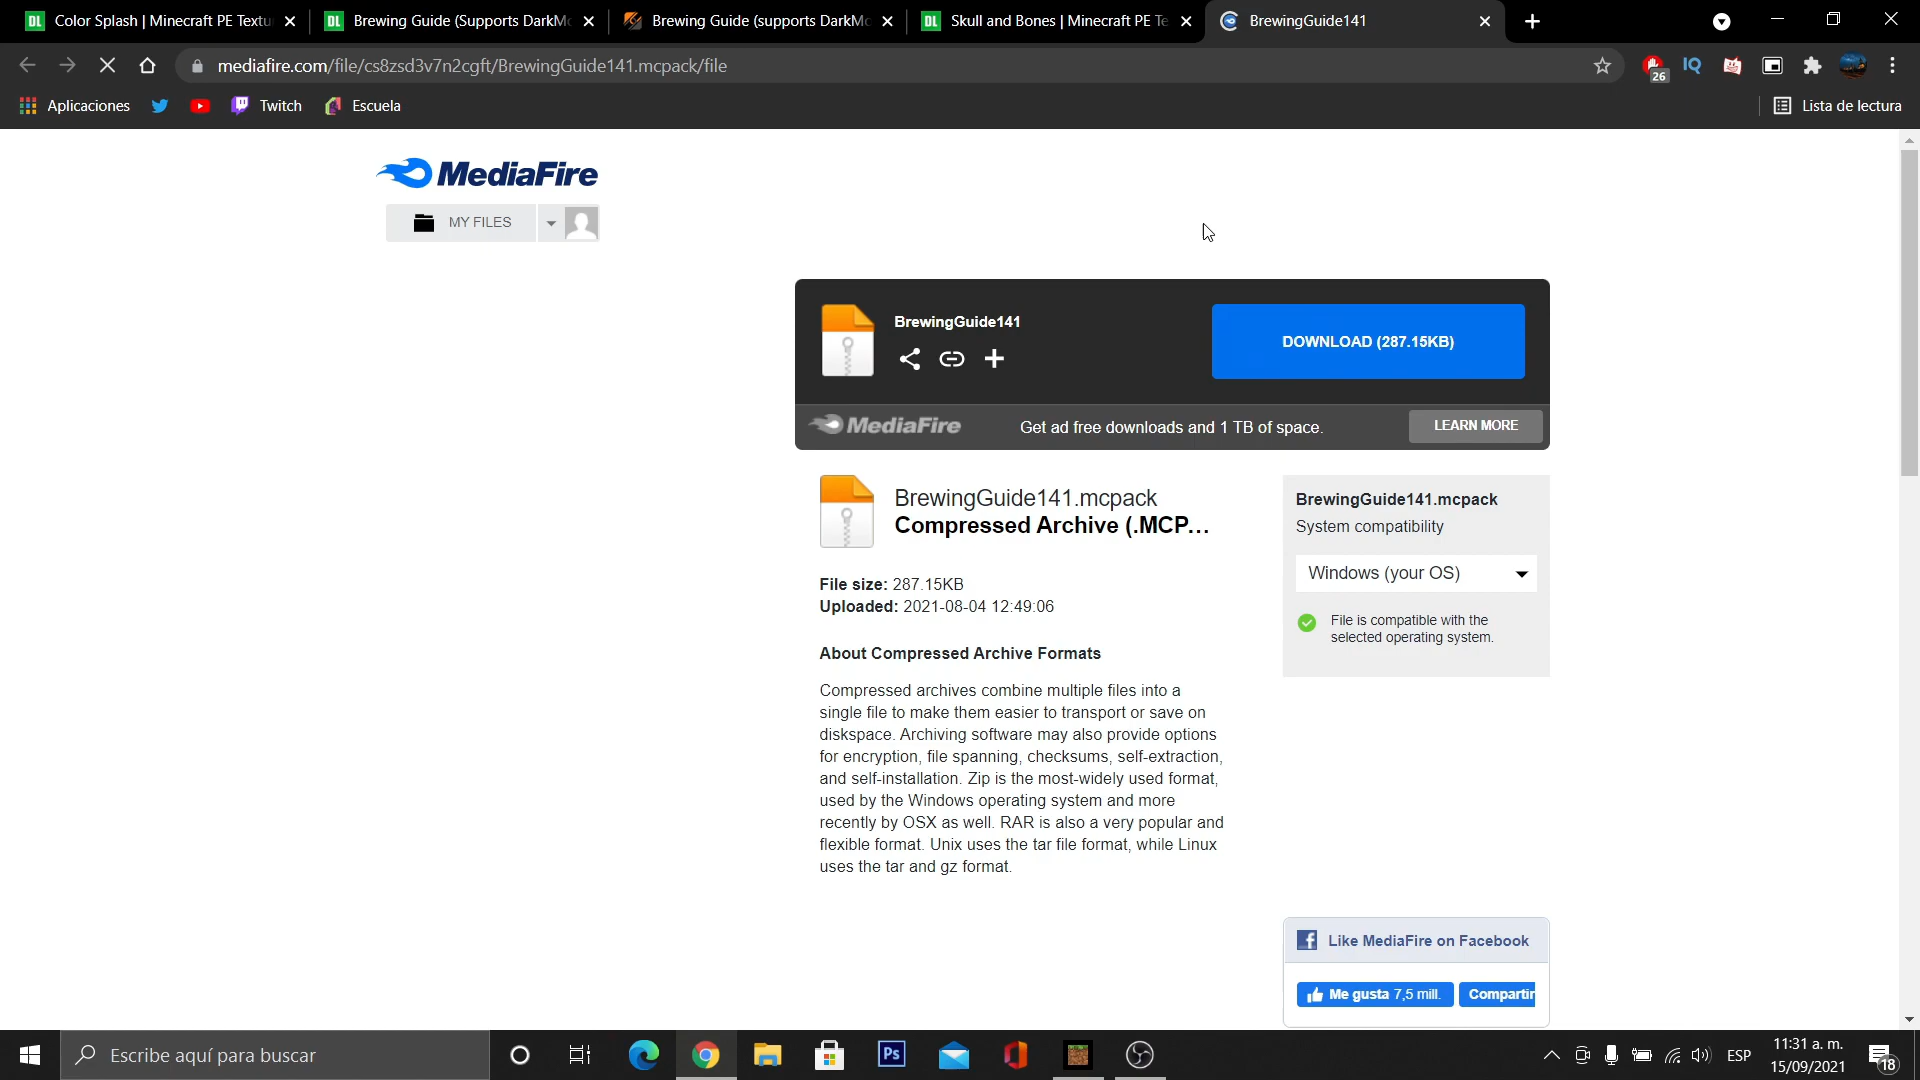 DL Color Splash | Minecraft PE Textu
DL Brewing Guide (Supports DarkMo
Brewing Guide (supports DarkMo
DL Skull and Bones | Minecraft PE Te
BrewingGuide141
mediafire.com/file/cs8zsd3v7n2cgft/BrewingGuide141.mcpack/file
26
IQ
Aplicaciones
Twitch
Escuela
Lista de lectura
MediaFire
MY FILES
BrewingGuide141
DOWNLOAD (287.15KB)
MediaFire
Get ad free downloads and 1 TB of space.
LEARN MORE
BrewingGuide141.mcpack
Compressed Archive (.MCP...
File size: 287.15KB
Uploaded: 2021-08-04 12:49:06
About Compressed Archive Formats
Compressed archives combine multiple files into a
single file to make them easier to transport or save on
diskspace. Archiving software may also provide options
for encryption, file spanning, checksums, self-extraction,
and self-installation. Zip is the most-widely used format,
used by the Windows operating system and more
recently by OSX as well. RAR is also a very popular and
flexible format. Unix uses the tar file format, while Linux
uses the tar and gz format.
BrewingGuide141.mcpack
System compatibility
Windows (your OS)
File is compatible with the
selected operating system.
Like MediaFire on Facebook
Me gusta 7,5 mill.
Compartir
Escribe aquí para buscar
Ps
ESP
11:31 a. m.
15/09/2021
18